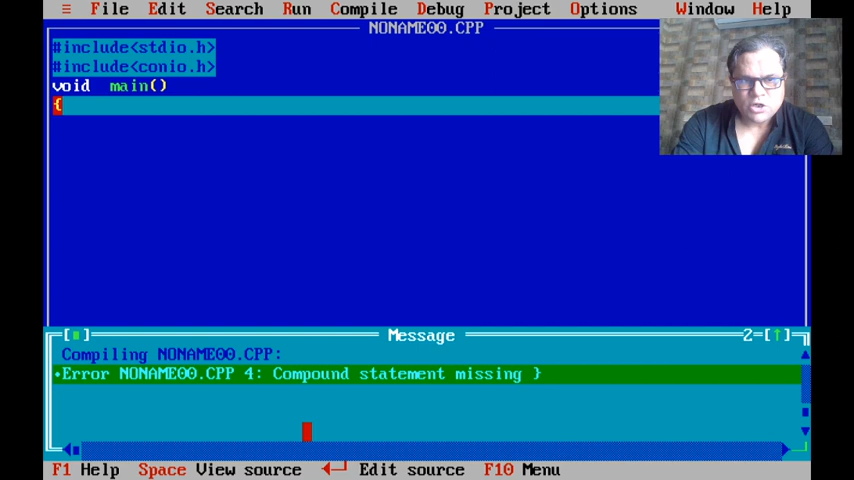 ≡ File Edit Search Run Compile Debug Project Options Window Help
NONAME00.CPP
#include<stdio.h>
#include<conio.h>
void main()
{
[■] Message 2=[↑]
Compiling NONAME00.CPP:
•Error NONAME00.CPP 4: Compound statement missing }
F1 Help Space View source ←┘ Edit source F10 Menu